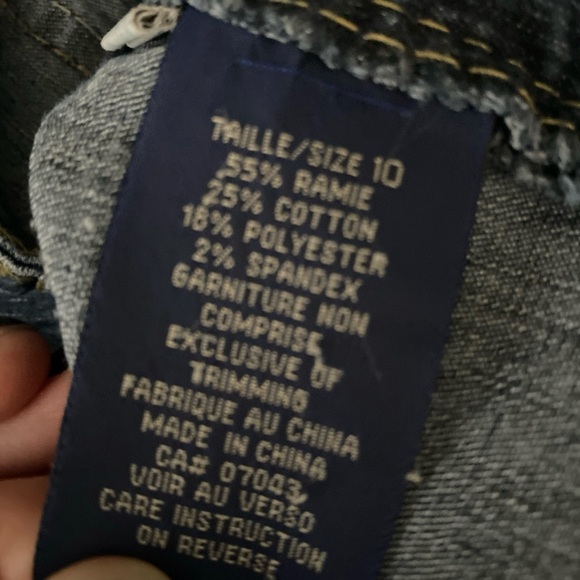 TAILLE/SIZE 10
55% RAMIE
25% COTTON
18% POLYESTER
2% SPANDEX
GARNITURE NON
COMPRISE
EXCLUSIVE OF
TRIMMING
FABRIQUE AU CHINA
MADE IN CHINA
CA# 07043
VOIR AU VERSO
CARE INSTRUCTION
ON REVERSE